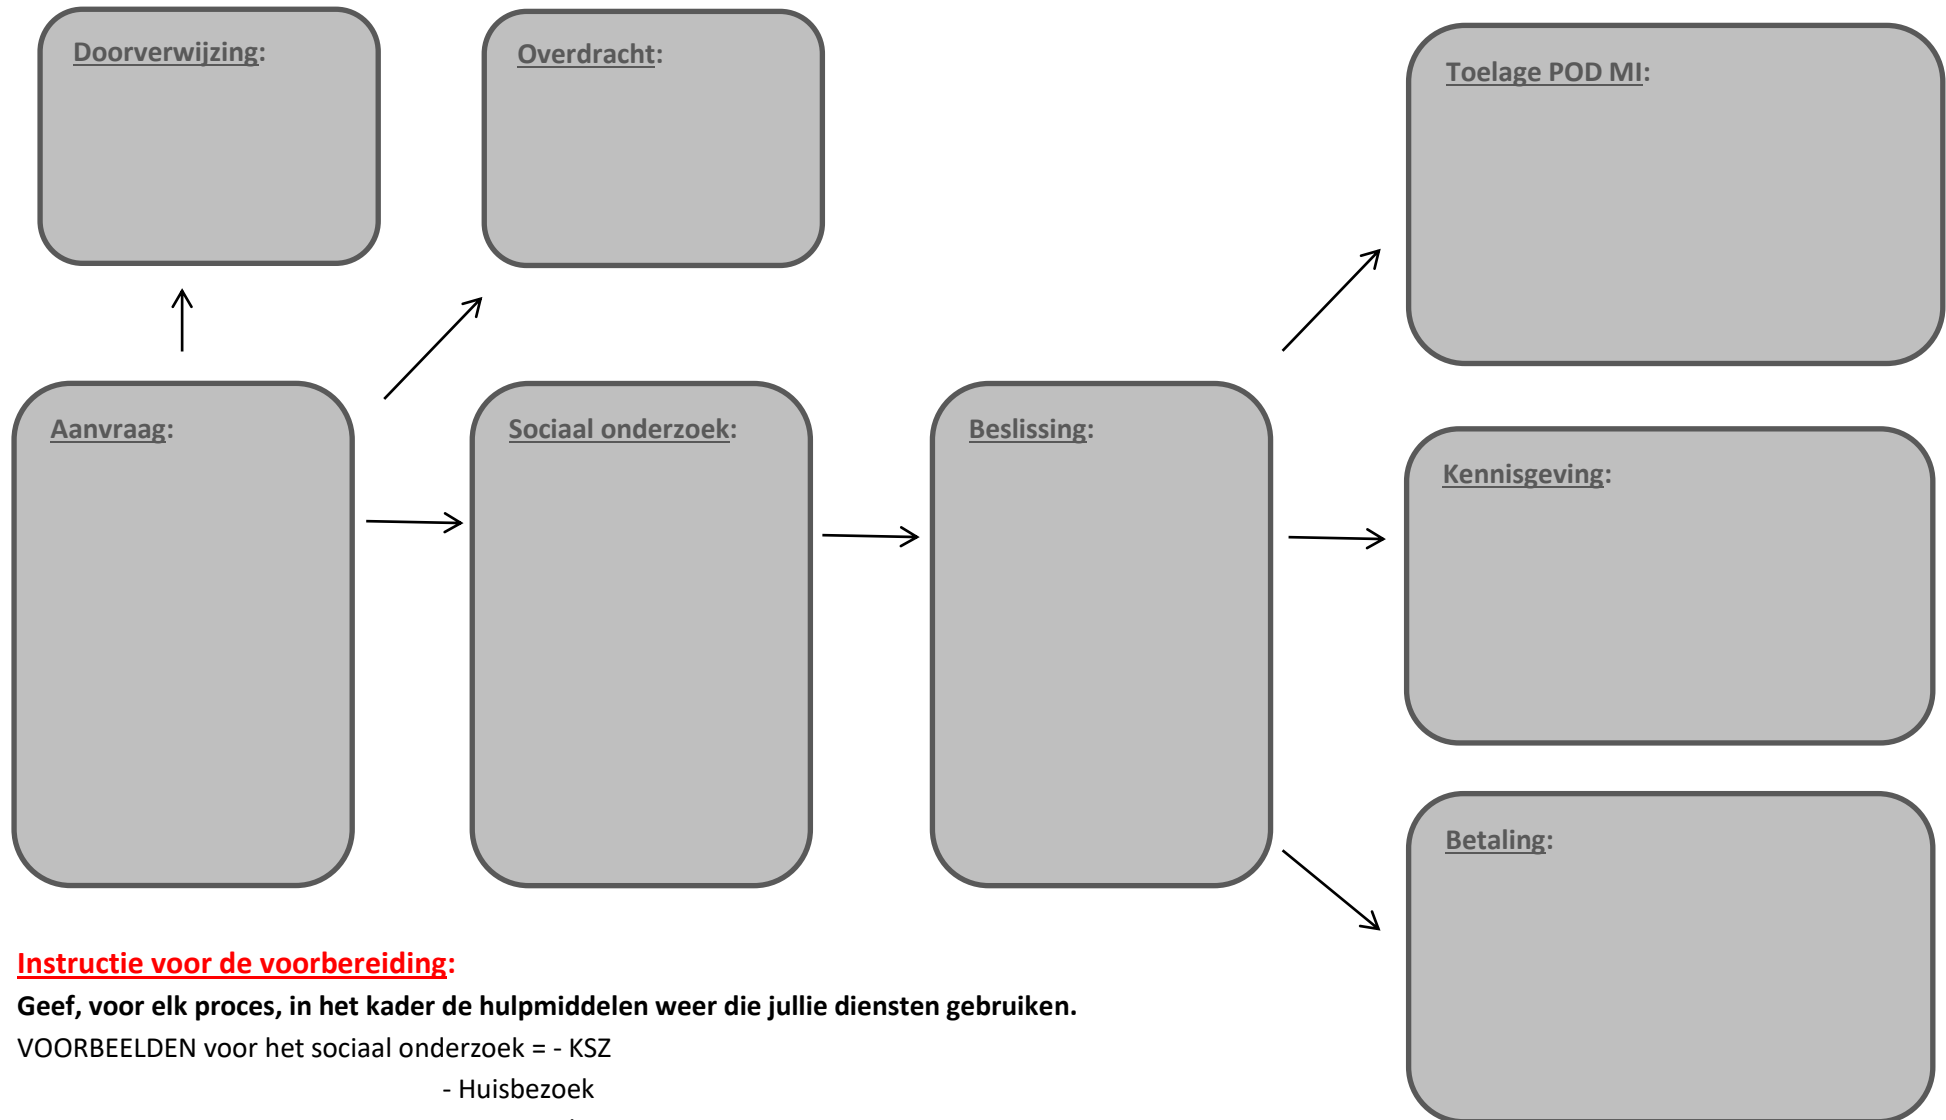 Doorverwijzing:
Overdracht:
Toelage POD MI:
Aanvraag:
Sociaal onderzoek:
Beslissing:
Kennisgeving:
Betaling:
Instructie voor de voorbereiding:
Geef, voor elk proces, in het kader de hulpmiddelen weer die jullie diensten gebruiken.
VOORBEELDEN voor het sociaal onderzoek = - KSZ
- Huisbezoek